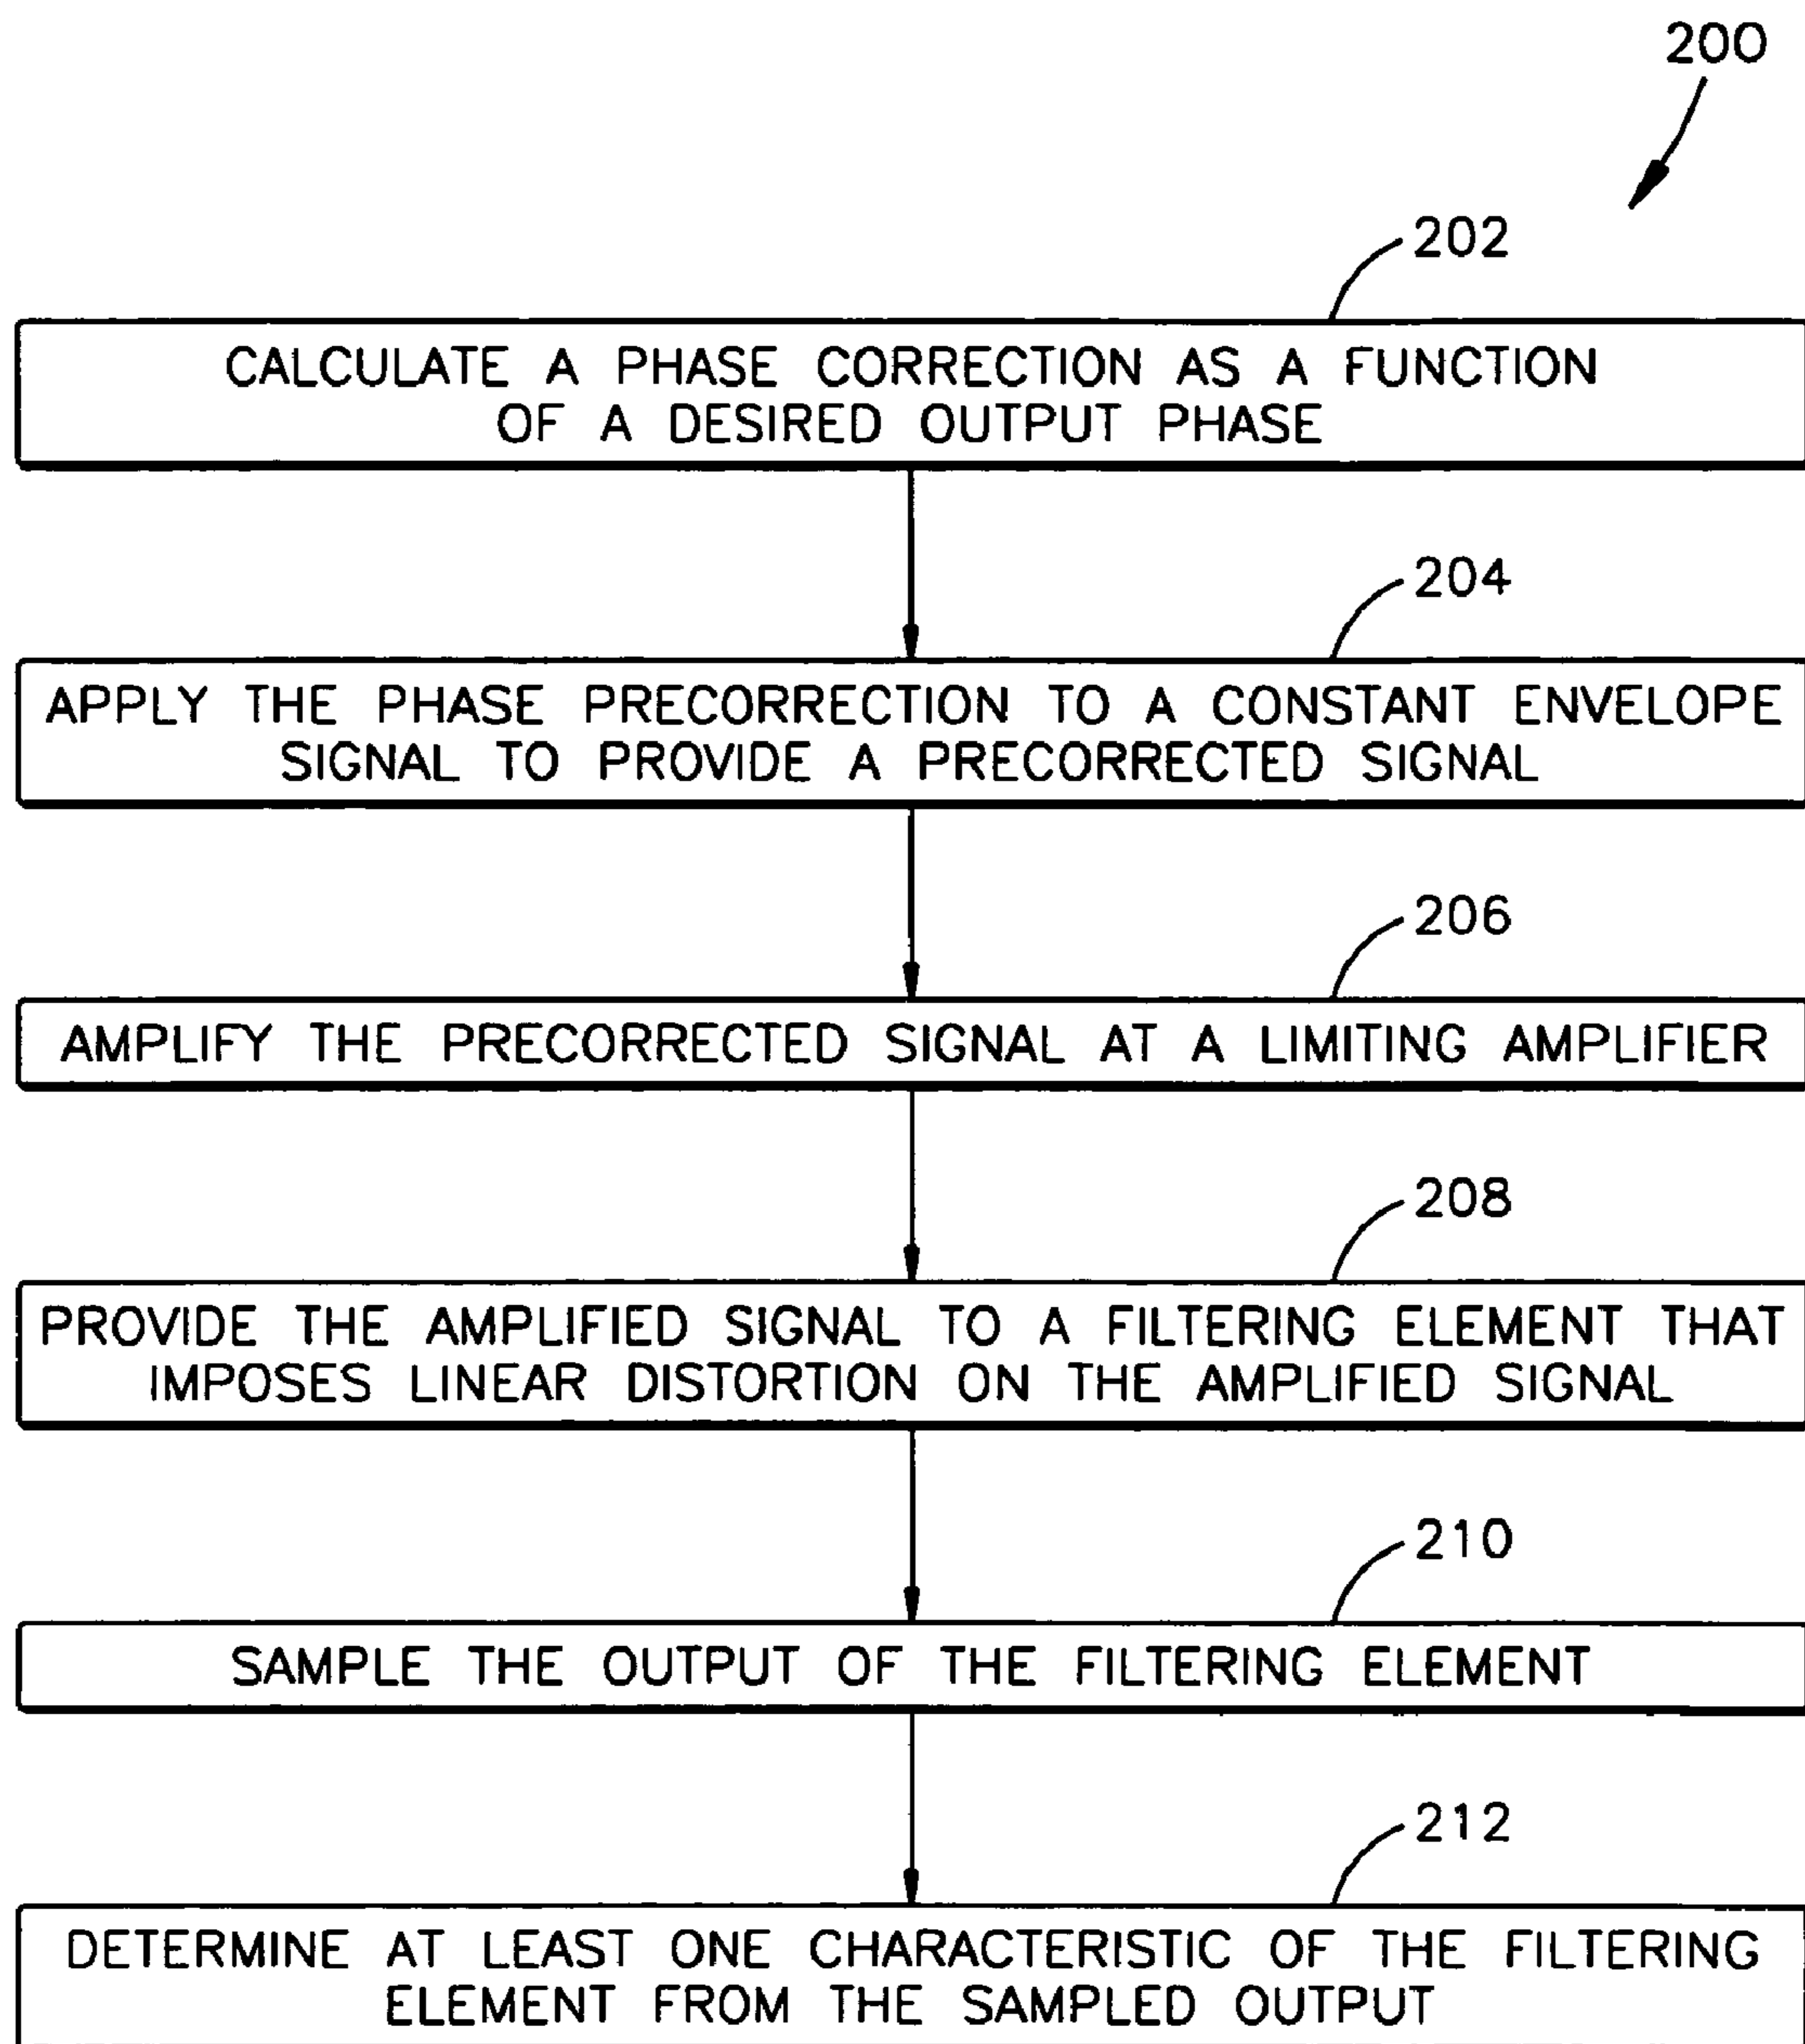 200
202
CALCULATE A PHASE CORRECTION AS A FUNCTION
OF A DESIRED OUTPUT PHASE
204
APPLY THE PHASE PRECORRECTION TO A CONSTANT ENVELOPE
SIGNAL TO PROVIDE A PRECORRECTED SIGNAL
206
AMPLIFY THE PRECORRECTED SIGNAL AT A LIMITING AMPLIFIER
208
PROVIDE THE AMPLIFIED SIGNAL TO A FILTERING ELEMENT THAT
IMPOSES LINEAR DISTORTION ON THE AMPLIFIED SIGNAL
210
SAMPLE THE OUTPUT OF THE FILTERING ELEMENT
212
DETERMINE AT LEAST ONE CHARACTERISTIC OF THE FILTERING
ELEMENT FROM THE SAMPLED OUTPUT